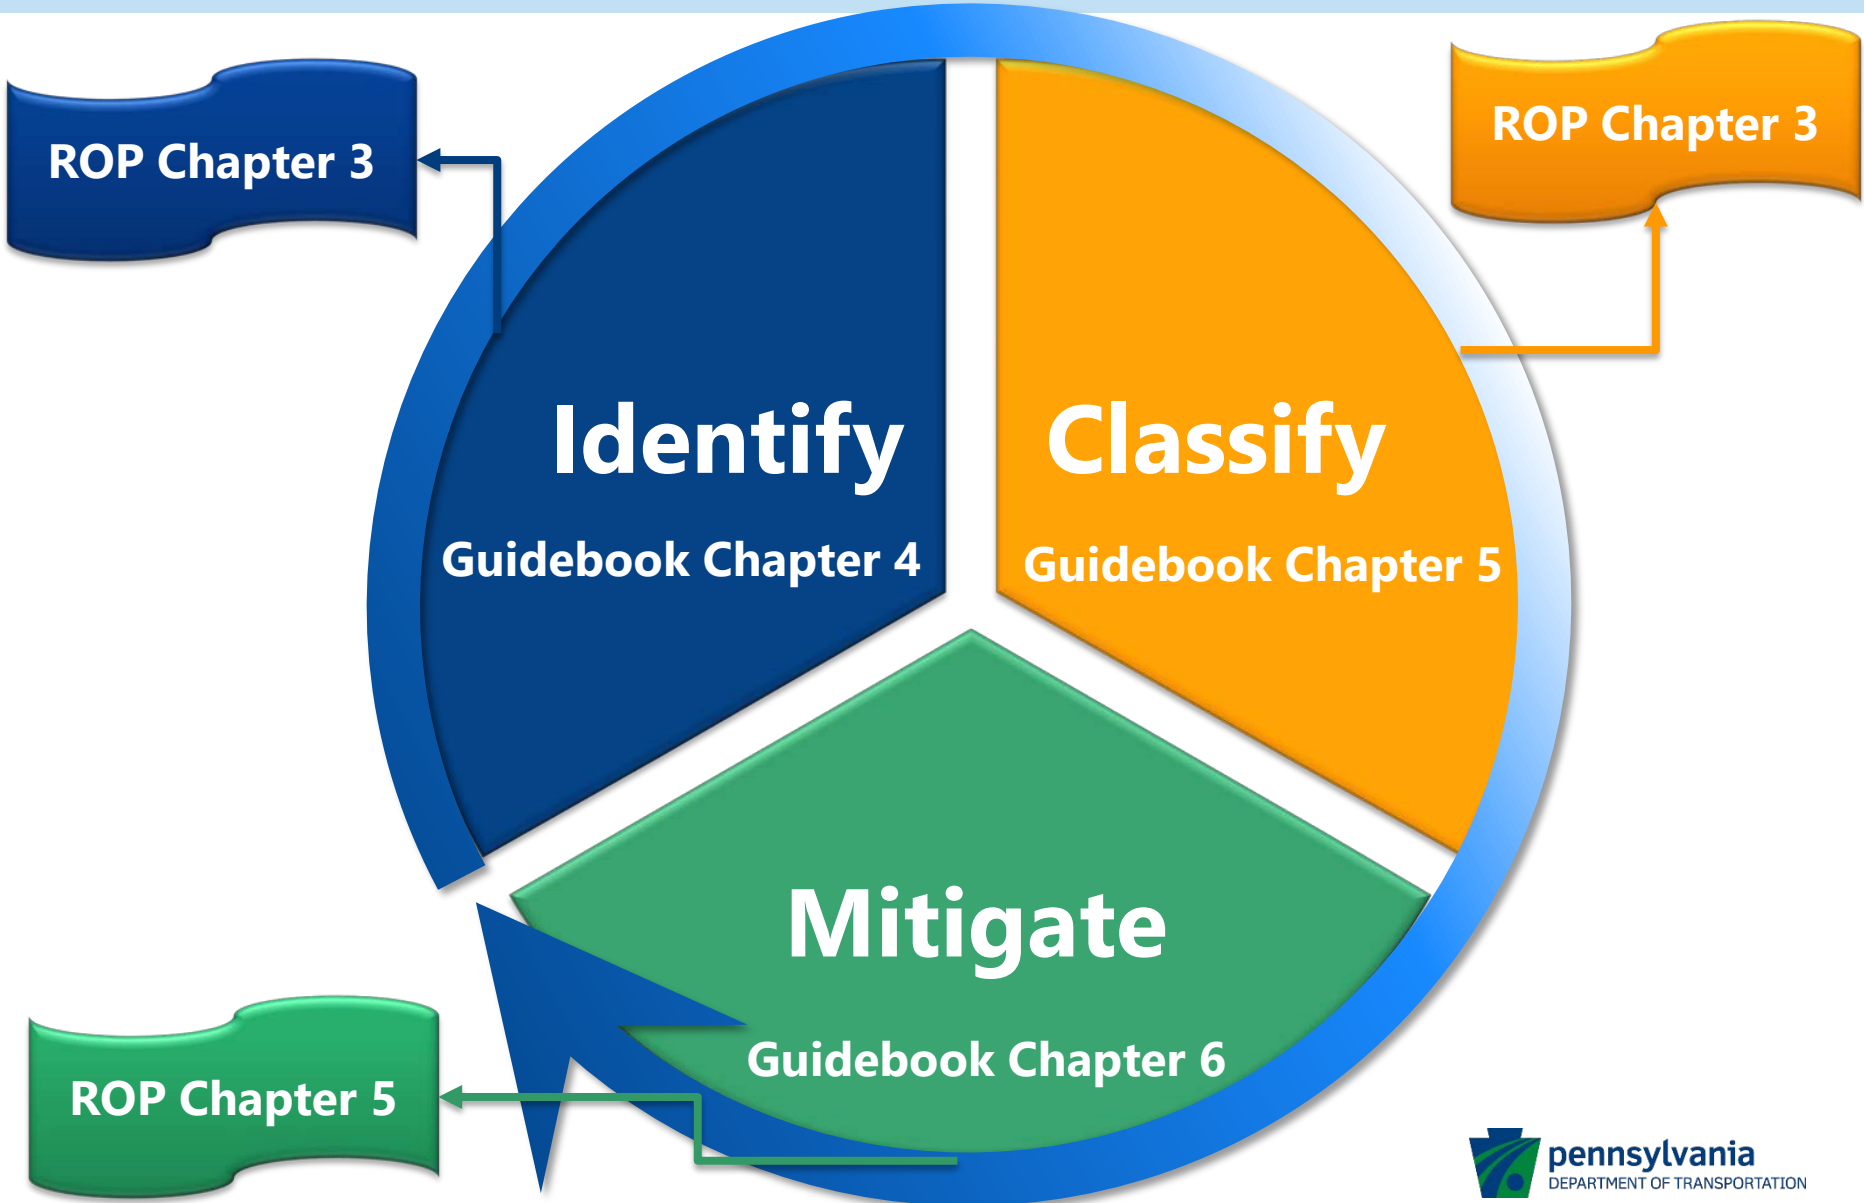 ROP Chapter 3
ROP Chapter 3
Identify
Guidebook Chapter 4
Classify
Guidebook Chapter 5
Mitigate
Guidebook Chapter 6
ROP Chapter 5
pennsylvania
DEPARTMENT OF TRANSPORTATION